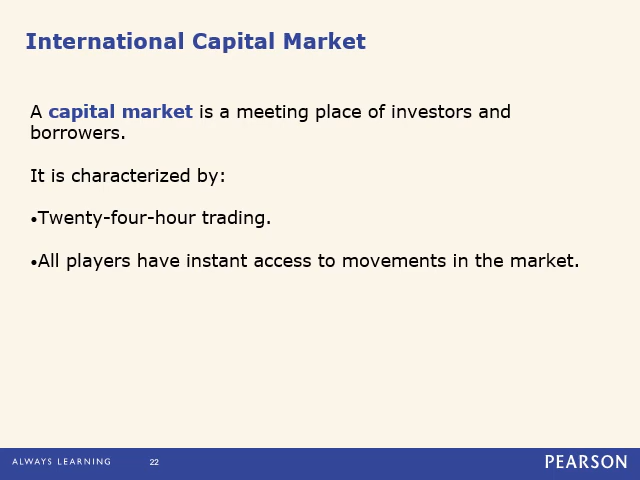 International Capital Market
A capital market is a meeting place of investors and
borrowers.
It is characterized by:
•Twenty-four-hour trading.
•All players have instant access to movements in the market.
ALWAYS LEARNING
22
PEARSON